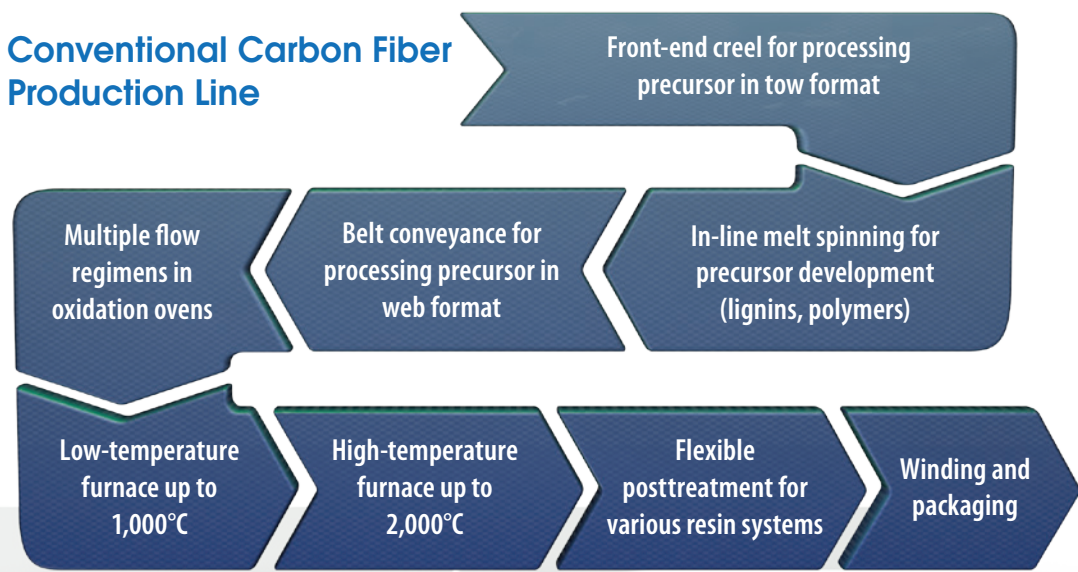 Conventional Carbon Fiber
Production Line
Front-end creel for processing
precursor in tow format
In-line melt spinning for
precursor development
(lignins, polymers)
Belt conveyance for
processing precursor in
web format
Multiple flow
regimens in
oxidation ovens
Low-temperature
furnace up to
1,000°C
High-temperature
furnace up to
2,000°C
Flexible
posttreatment for
various resin systems
Winding and
packaging